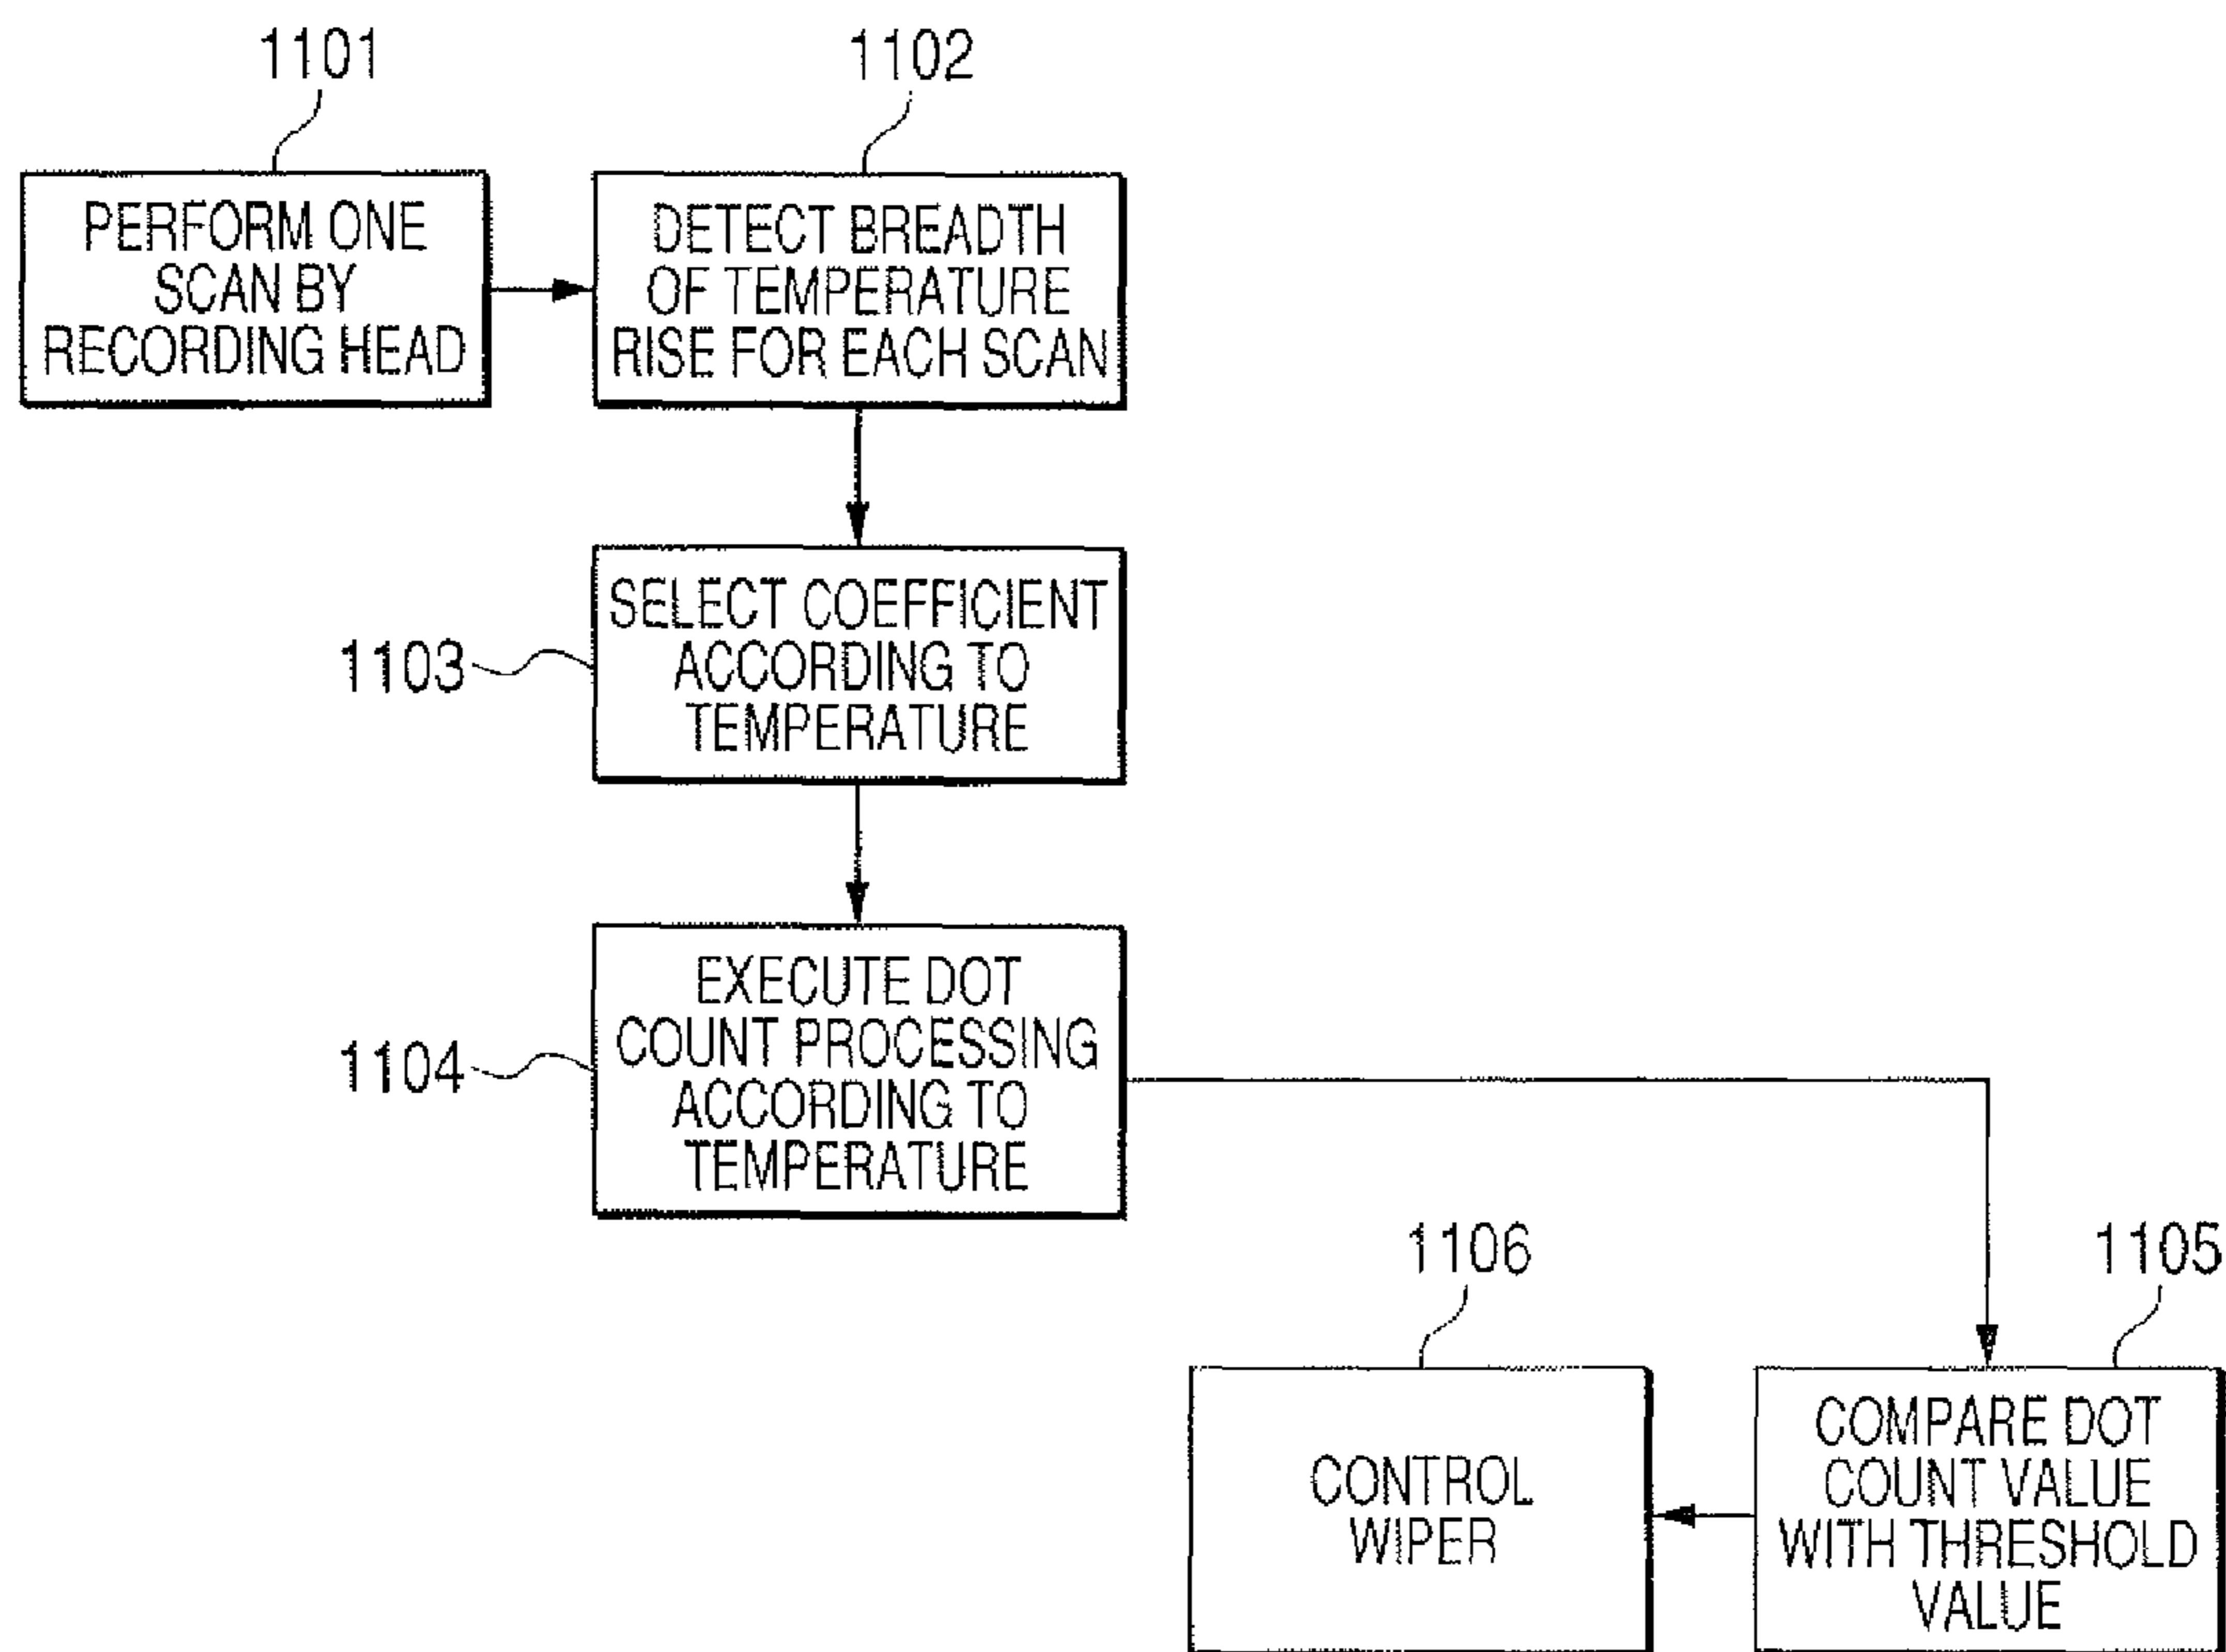 1101
PERFORM ONE
SCAN BY
RECORDING HEAD
1102
DETECT BREADTH
OF TEMPERATURE
RISE FOR EACH SCAN
1103
SELECT COEFFICIENT
ACCORDING TO
TEMPERATURE
1104
EXECUTE DOT
COUNT PROCESSING
ACCORDING TO
TEMPERATURE
1105
COMPARE DOT
COUNT VALUE
WITH THRESHOLD
VALUE
1106
CONTROL
WIPER